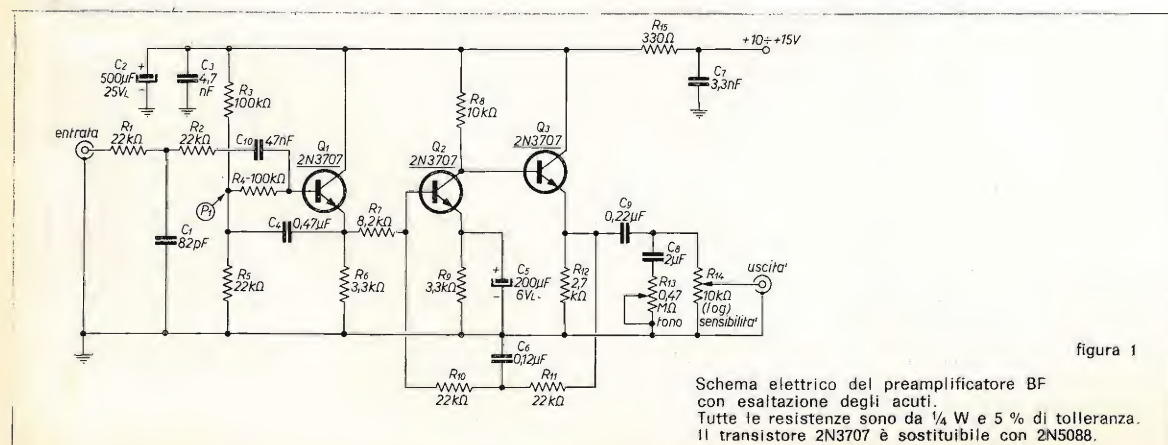 R15
330Ω
+10÷+15V
C2
500µF
25VL
+
-
C3
4,7
nF
R3
100kΩ
R8
10kΩ
C7
3,3nF
entrata
R1
22kΩ
R2
22kΩ
C10
47nF
Q1
2N3707
Q2
2N3707
Q3
2N3707
R4-100kΩ
P1
C4
0,47µF
R7
8,2kΩ
C9
0,22µF
C1
82pF
R5
22kΩ
R6
3,3kΩ
R9
3,3kΩ
+
-
C5
200µF
6VL-
R12
2,7
kΩ
C8
2µF
R13
0,47
MΩ
tono
R14
10kΩ
(log)
sensibilita'
uscita'
C6
0,12µF
R10
22kΩ
R11
22kΩ
figura 1
Schema elettrico del preamplificatore BF
con esaltazione degli acuti.
Tutte le resistenze sono da ¼ W e 5 % di tolleranza.
Il transistore 2N3707 è sostituibile con 2N5088.